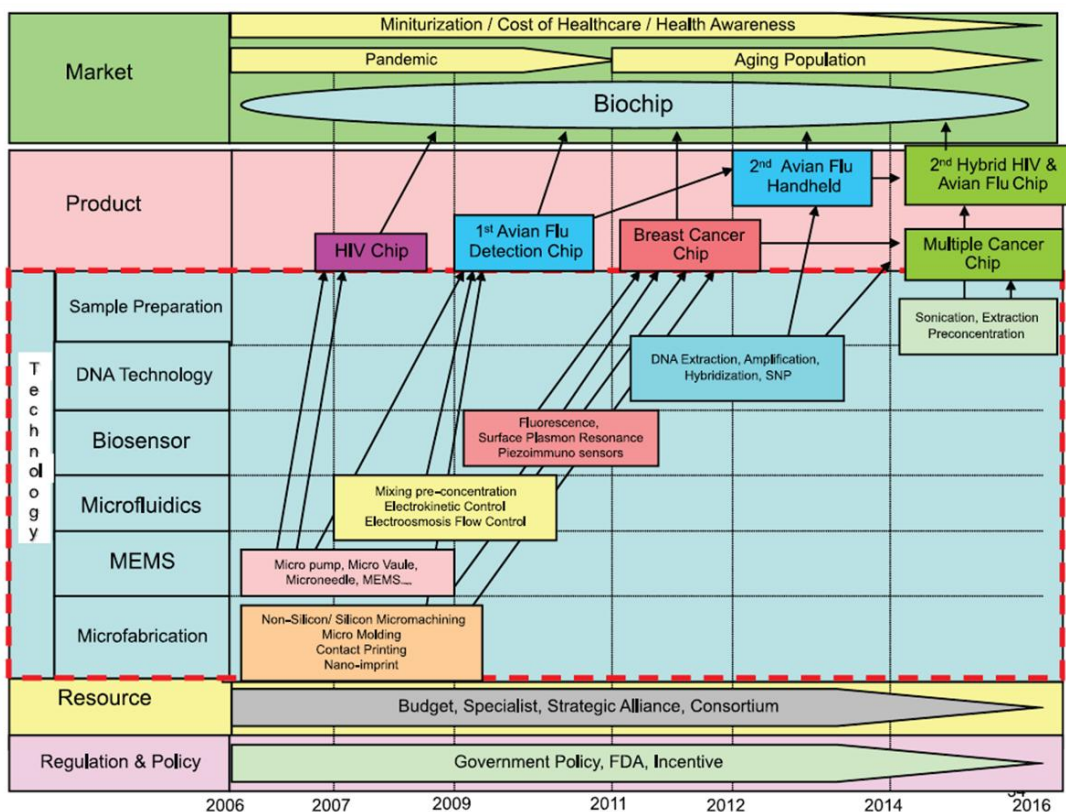 Miniturization / Cost of Healthcare / Health Awareness
Market
Pandemic
Aging Population
Biochip
Product
HIV Chip
1st Avian Flu
Detection Chip
Breast Cancer
Chip
2nd Avian Flu
Handheld
2nd Hybrid HIV &
Avian Flu Chip
Multiple Cancer
Chip
Technology
Sample Preparation
Sonication, Extraction
Preconcentration
DNA Technology
DNA Extraction, Amplification,
Hybridization, SNP
Biosensor
Fluorescence,
Surface Plasmon Resonance
Piezoimmuno sensors
Microfluidics
Mixing pre-concentration
Electrokinetic Control
Electroosmosis Flow Control
MEMS
Micro pump, Micro Vaule,
Microneedle, MEMS....
Microfabrication
Non-Silicon/ Silicon Micromachining
Micro Molding
Contact Printing
Nano-imprint
Resource
Budget, Specialist, Strategic Alliance, Consortium
Regulation & Policy
Government Policy, FDA, Incentive
2006 2007 2009 2011 2012 2014 2016